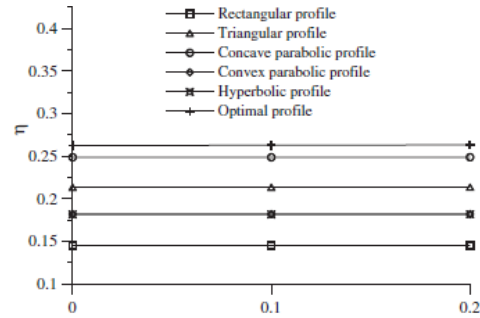 Rectangular profile
Triangular profile
Concave parabolic profile
Convex parabolic profile
Hyperbolic profile
Optimal profile
0.4
0.35
0.3
η
0.25
0.2
0.15
0.1
0
0.1
0.2